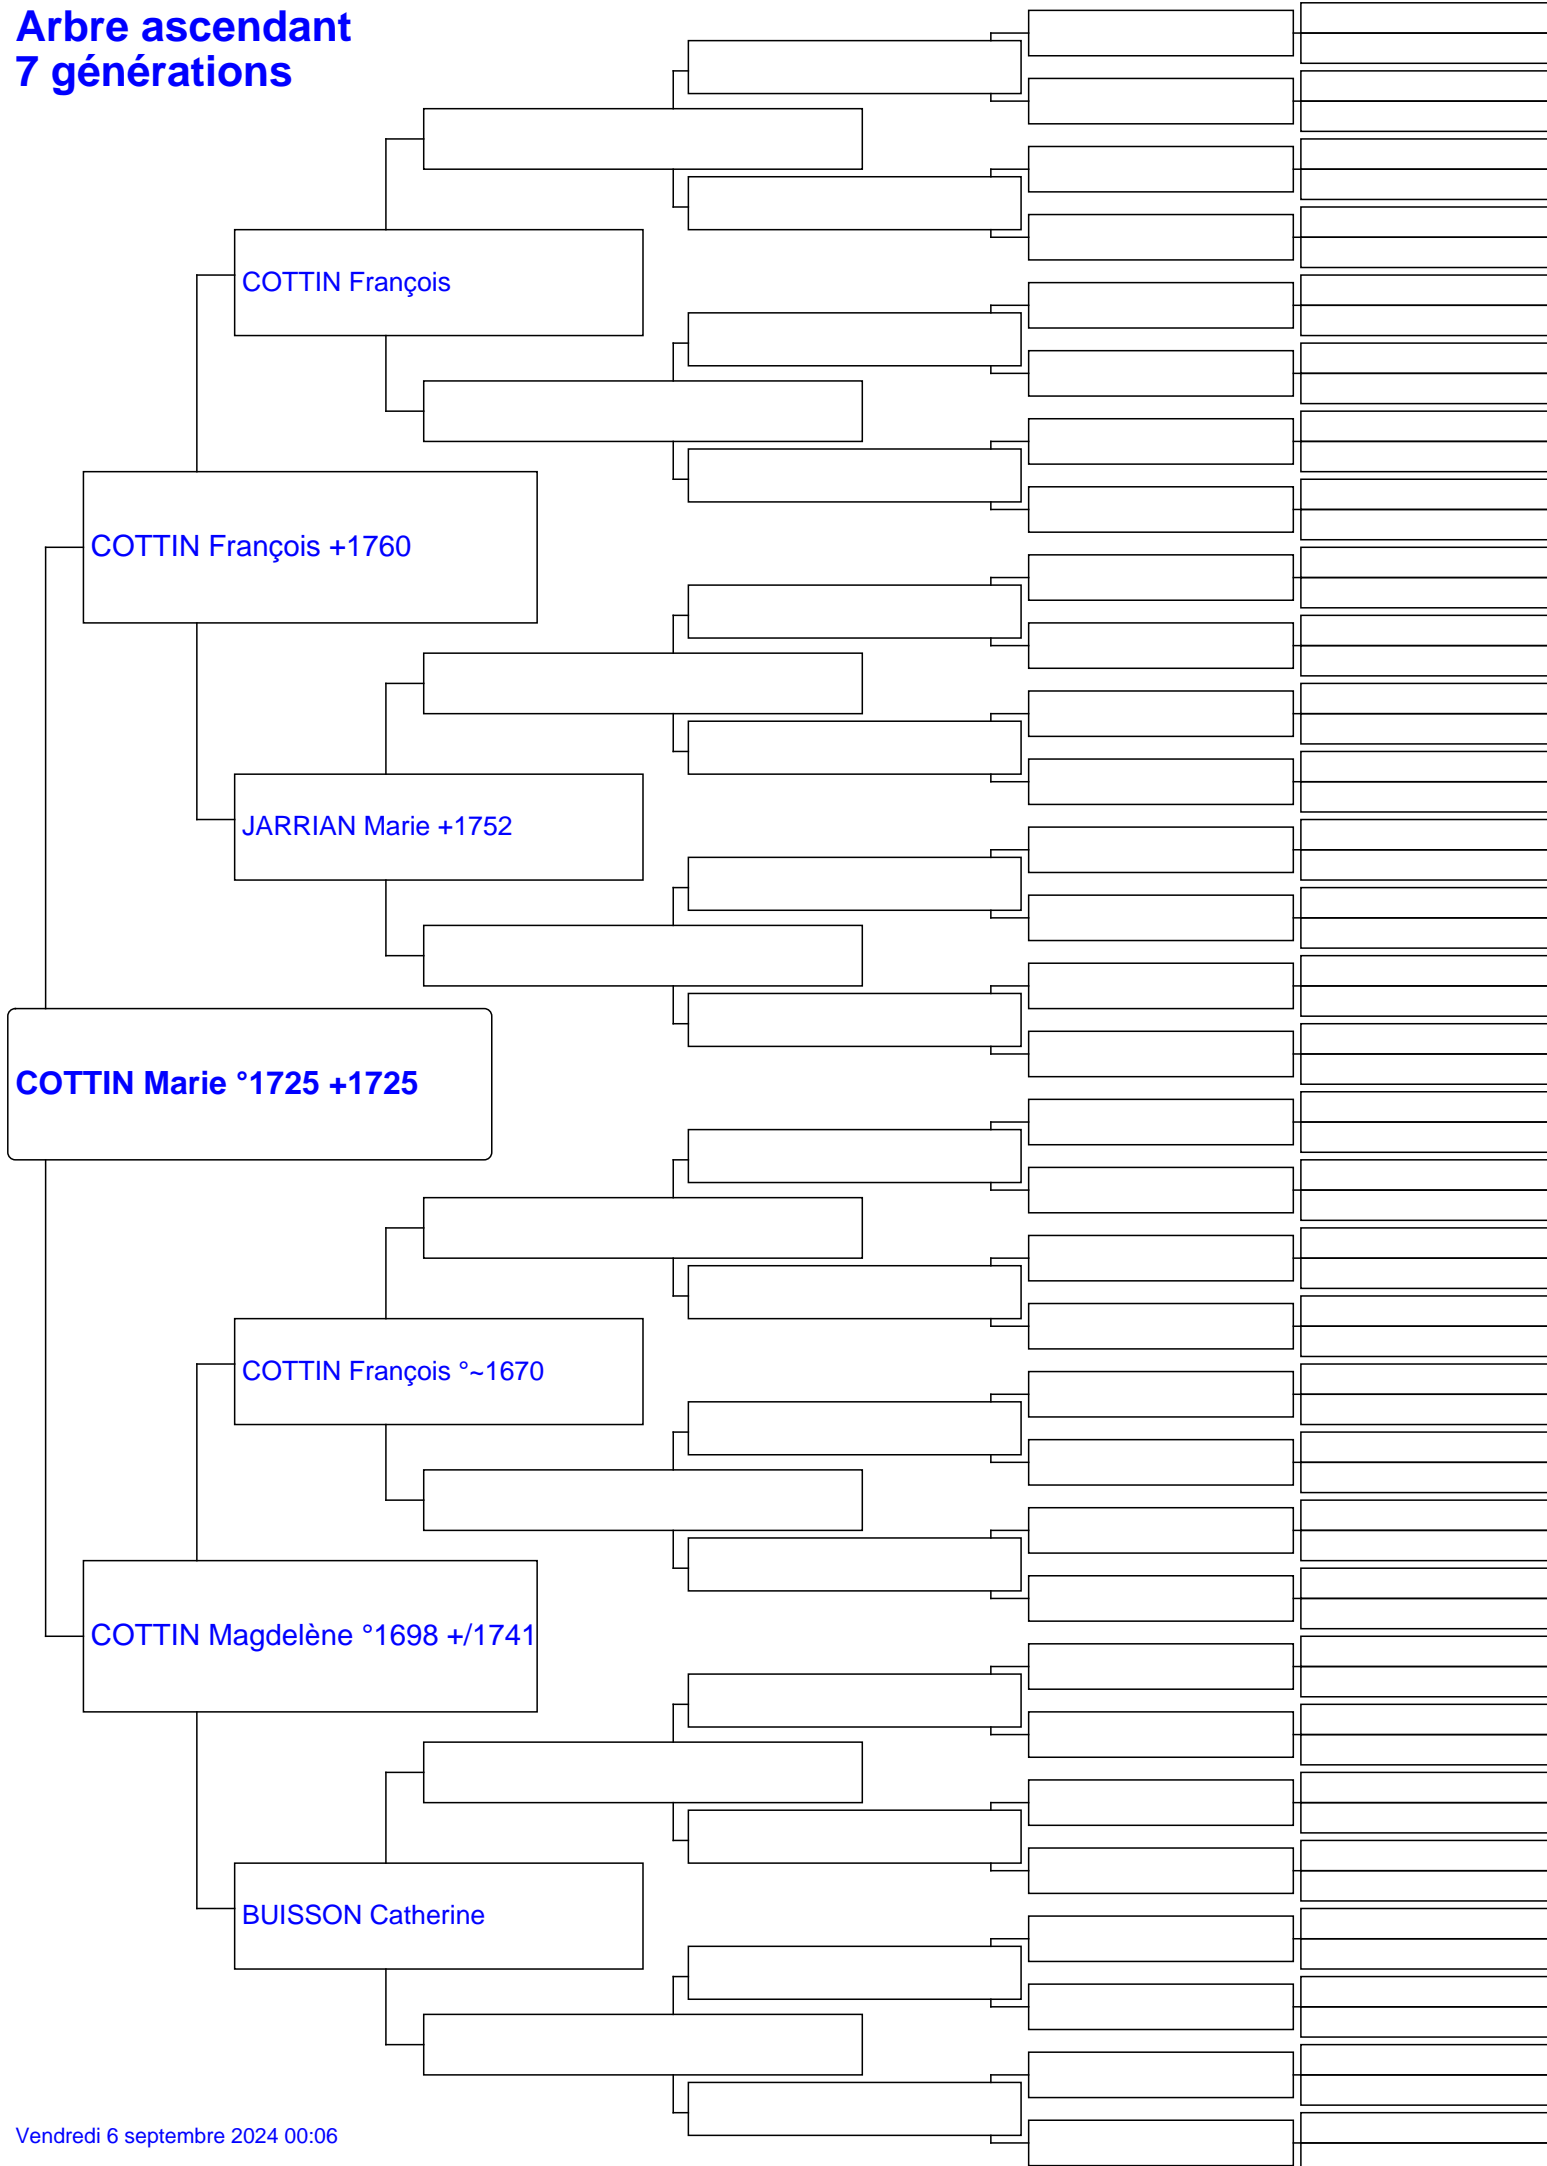 Arbre ascendant
7 générations
COTTIN François
COTTIN François +1760
JARRIAN Marie +1752
COTTIN Marie °1725 +1725
COTTIN François °~1670
COTTIN Magdelène °1698 +/1741
BUISSON Catherine
Vendredi 6 septembre 2024 00:06